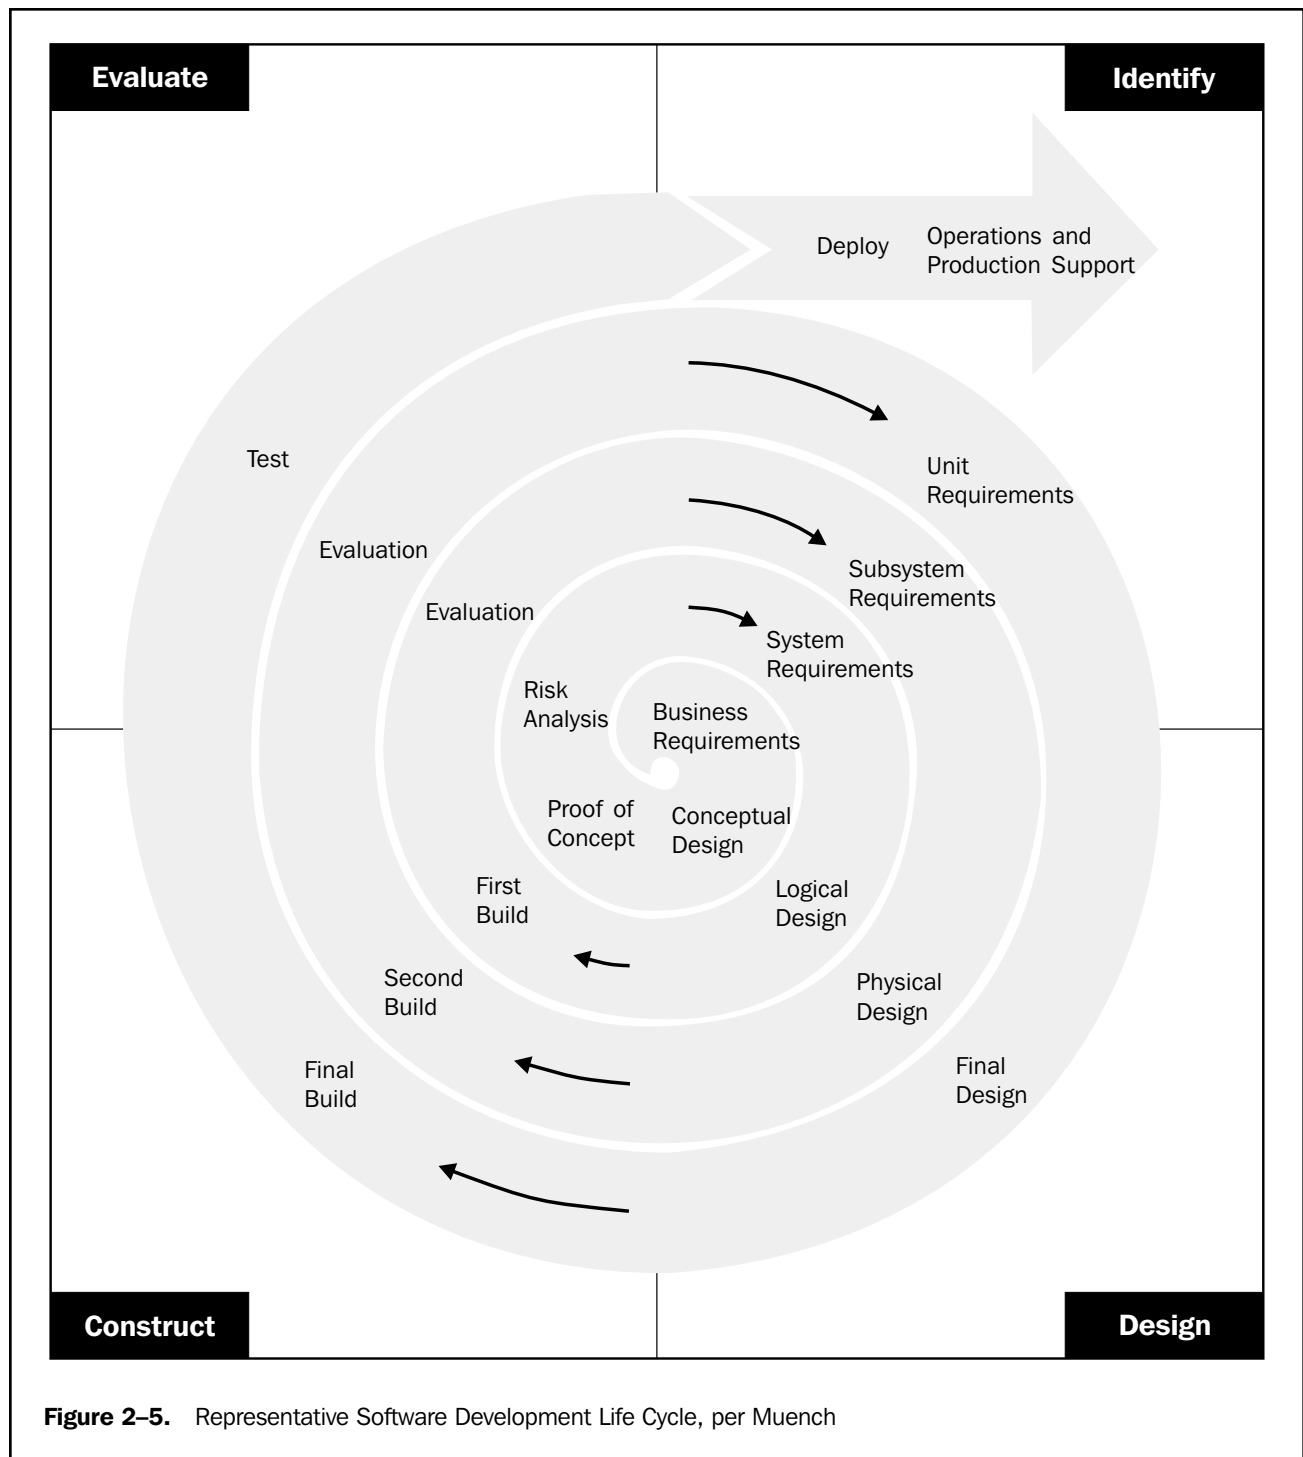 Evaluate
Identify
Deploy
Operations and
Production Support
Test
Unit
Requirements
Evaluation
Subsystem
Requirements
Evaluation
System
Requirements
Risk
Analysis
Business
Requirements
Proof of
Concept
Conceptual
Design
First
Build
Logical
Design
Second
Build
Physical
Design
Final
Build
Final
Design
Construct
Design
Figure 2–5. Representative Software Development Life Cycle, per Muench